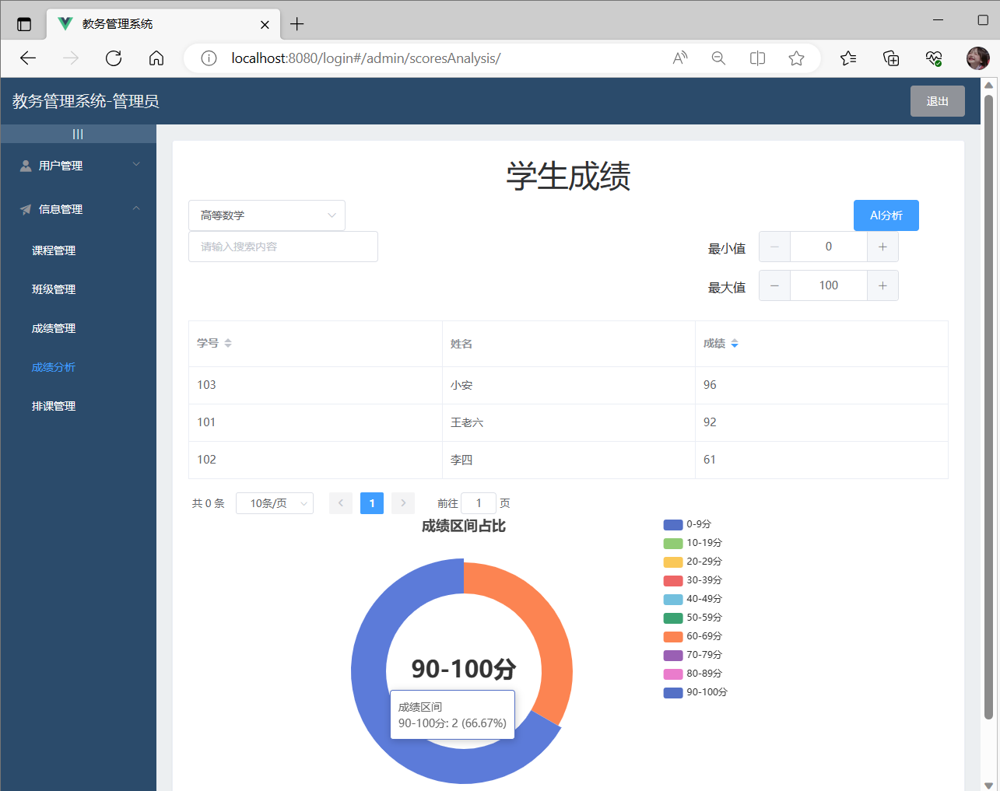 教务管理系统
localhost:8080/login#/admin/scoresAnalysis/
教务管理系统-管理员
退出
用户管理
信息管理
课程管理
班级管理
成绩管理
成绩分析
排课管理
学生成绩
高等数学
AI分析
请输入搜索内容
最小值 0
最大值 100
学号 姓名 成绩
103 小安 96
101 王老六 92
102 李四 61
共 0 条 10条/页 1 前往 1 页
成绩区间占比
90-100分
成绩区间
90-100分: 2 (66.67%)
0-9分
10-19分
20-29分
30-39分
40-49分
50-59分
60-69分
70-79分
80-89分
90-100分